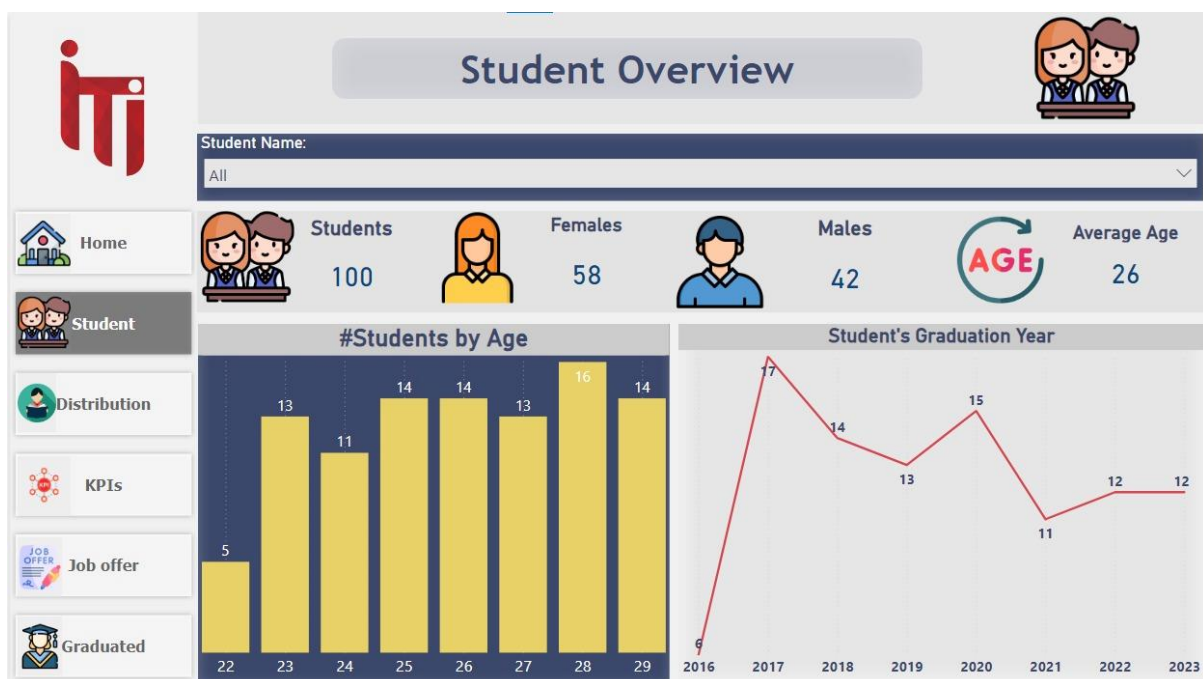 iTi
Student Overview
Student Name:
All
Home
Student
Distribution
KPI
KPIs
JOB
OFFER
Job offer
Graduated
Students
100
Females
58
Males
42
AGE
Average Age
26
#Students by Age
5
13
11
14
14
13
16
14
22 23 24 25 26 27 28 29
Student's Graduation Year
6
17
14
13
15
11
12
12
2016 2017 2018 2019 2020 2021 2022 2023